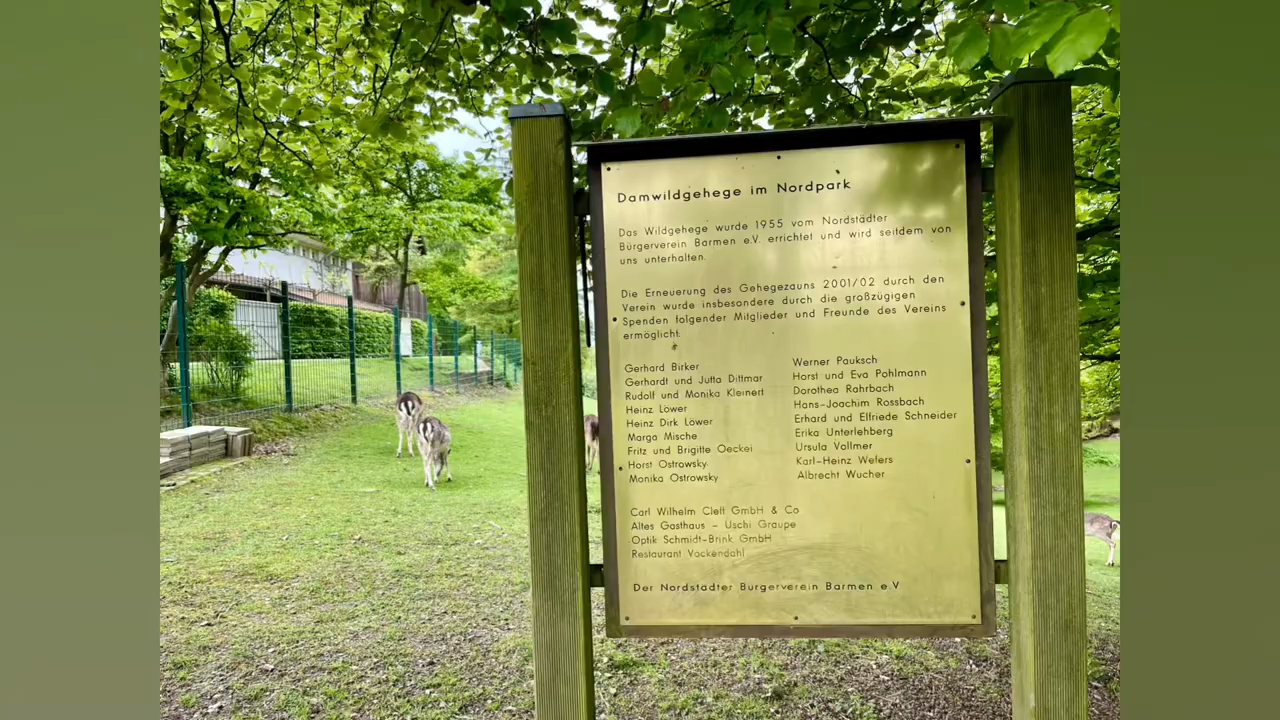 Damwildgehege im Nordpark
Das Wildgehege wurde 1955 vom Nordstädter
Bürgerverein Barmen e.V. errichtet und wird seitdem von
uns unterhalten.
Die Erneuerung des Gehegezauns 2001/02 durch den
Verein wurde insbesondere durch die großzügigen
Spenden folgender Mitglieder und Freunde des Vereins
ermöglicht:
Gerhard Birker
Gerhardt und Jutta Dittmar
Rudolf und Monika Kleinert
Heinz Löwer
Heinz Dirk Löwer
Marga Mische
Fritz und Brigitte Oeckei
Horst Ostrowsky
Monika Ostrowsky
Werner Pauksch
Horst und Eva Pohlmann
Dorothea Rahrbach
Hans-Joachim Rossbach
Erhard und Elfriede Schneider
Erika Unterlehberg
Ursula Vollmer
Karl-Heinz Wefers
Albrecht Wucher
Carl Wilhelm Cleff GmbH & Co
Altes Gasthaus - Uschi Graupe
Optik Schmidt-Brink GmbH
Restaurant Vockendahl
Der Nordstädter Bürgerverein Barmen e.V